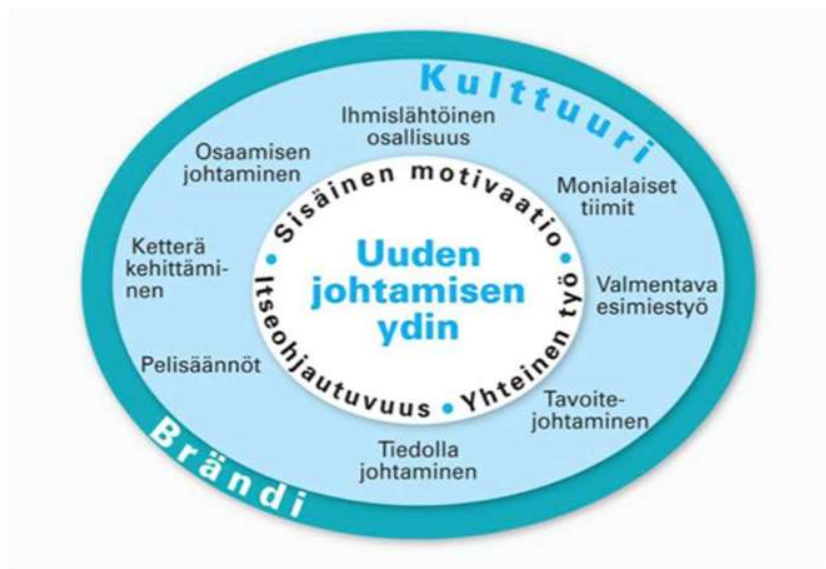 Kulttuuri
Ihmislähtöinen
osallisuus
Osaamisen
johtaminen
Monialaiset
tiimit
Ketterä
kehittämi-
nen
Valmentava
esimiestyö
Pelisäännöt
Tavoite-
johtaminen
Tiedolla
johtaminen
• Sisäinen motivaatio •
Itseohjautuvuus • Yhteinen työ
Uuden
johtamisen
ydin
Brändi